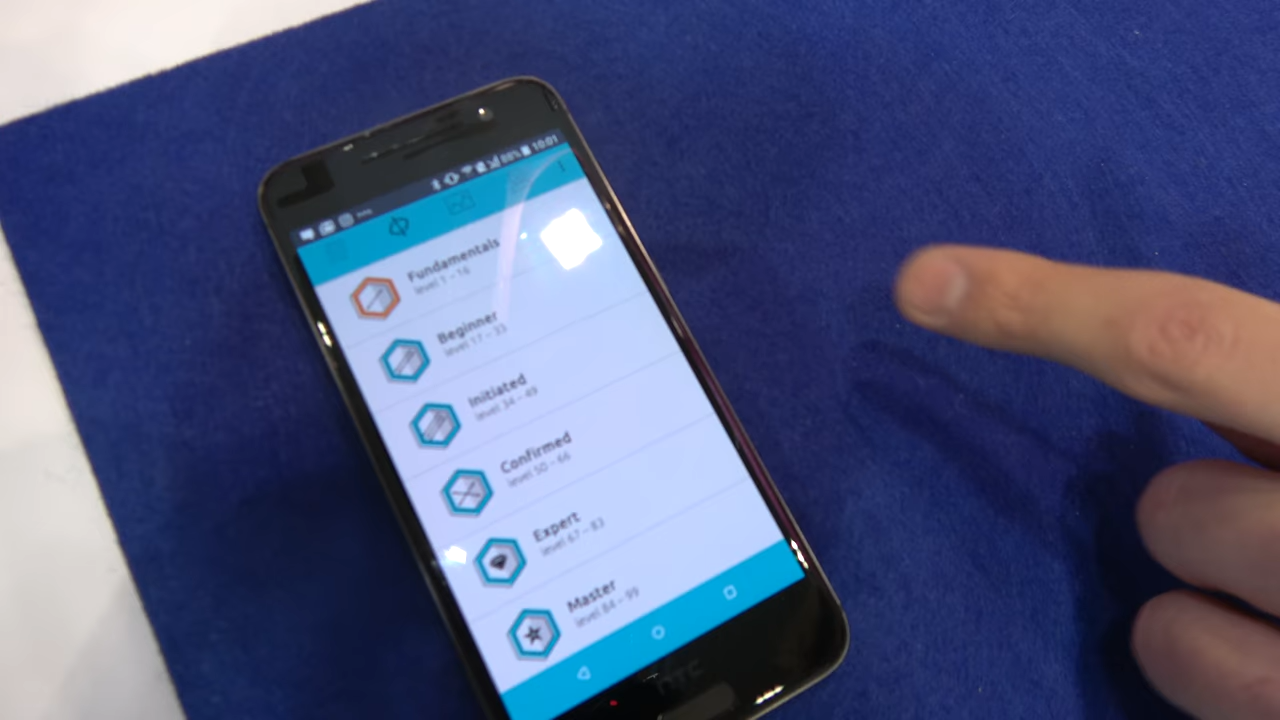 88% 10:01
Fundamentals
level 1 - 16
Beginner
level 17 - 33
Initiated
level 34 - 49
Confirmed
level 50 - 66
Expert
level 67 - 83
Master
level 84 - 99
HTC